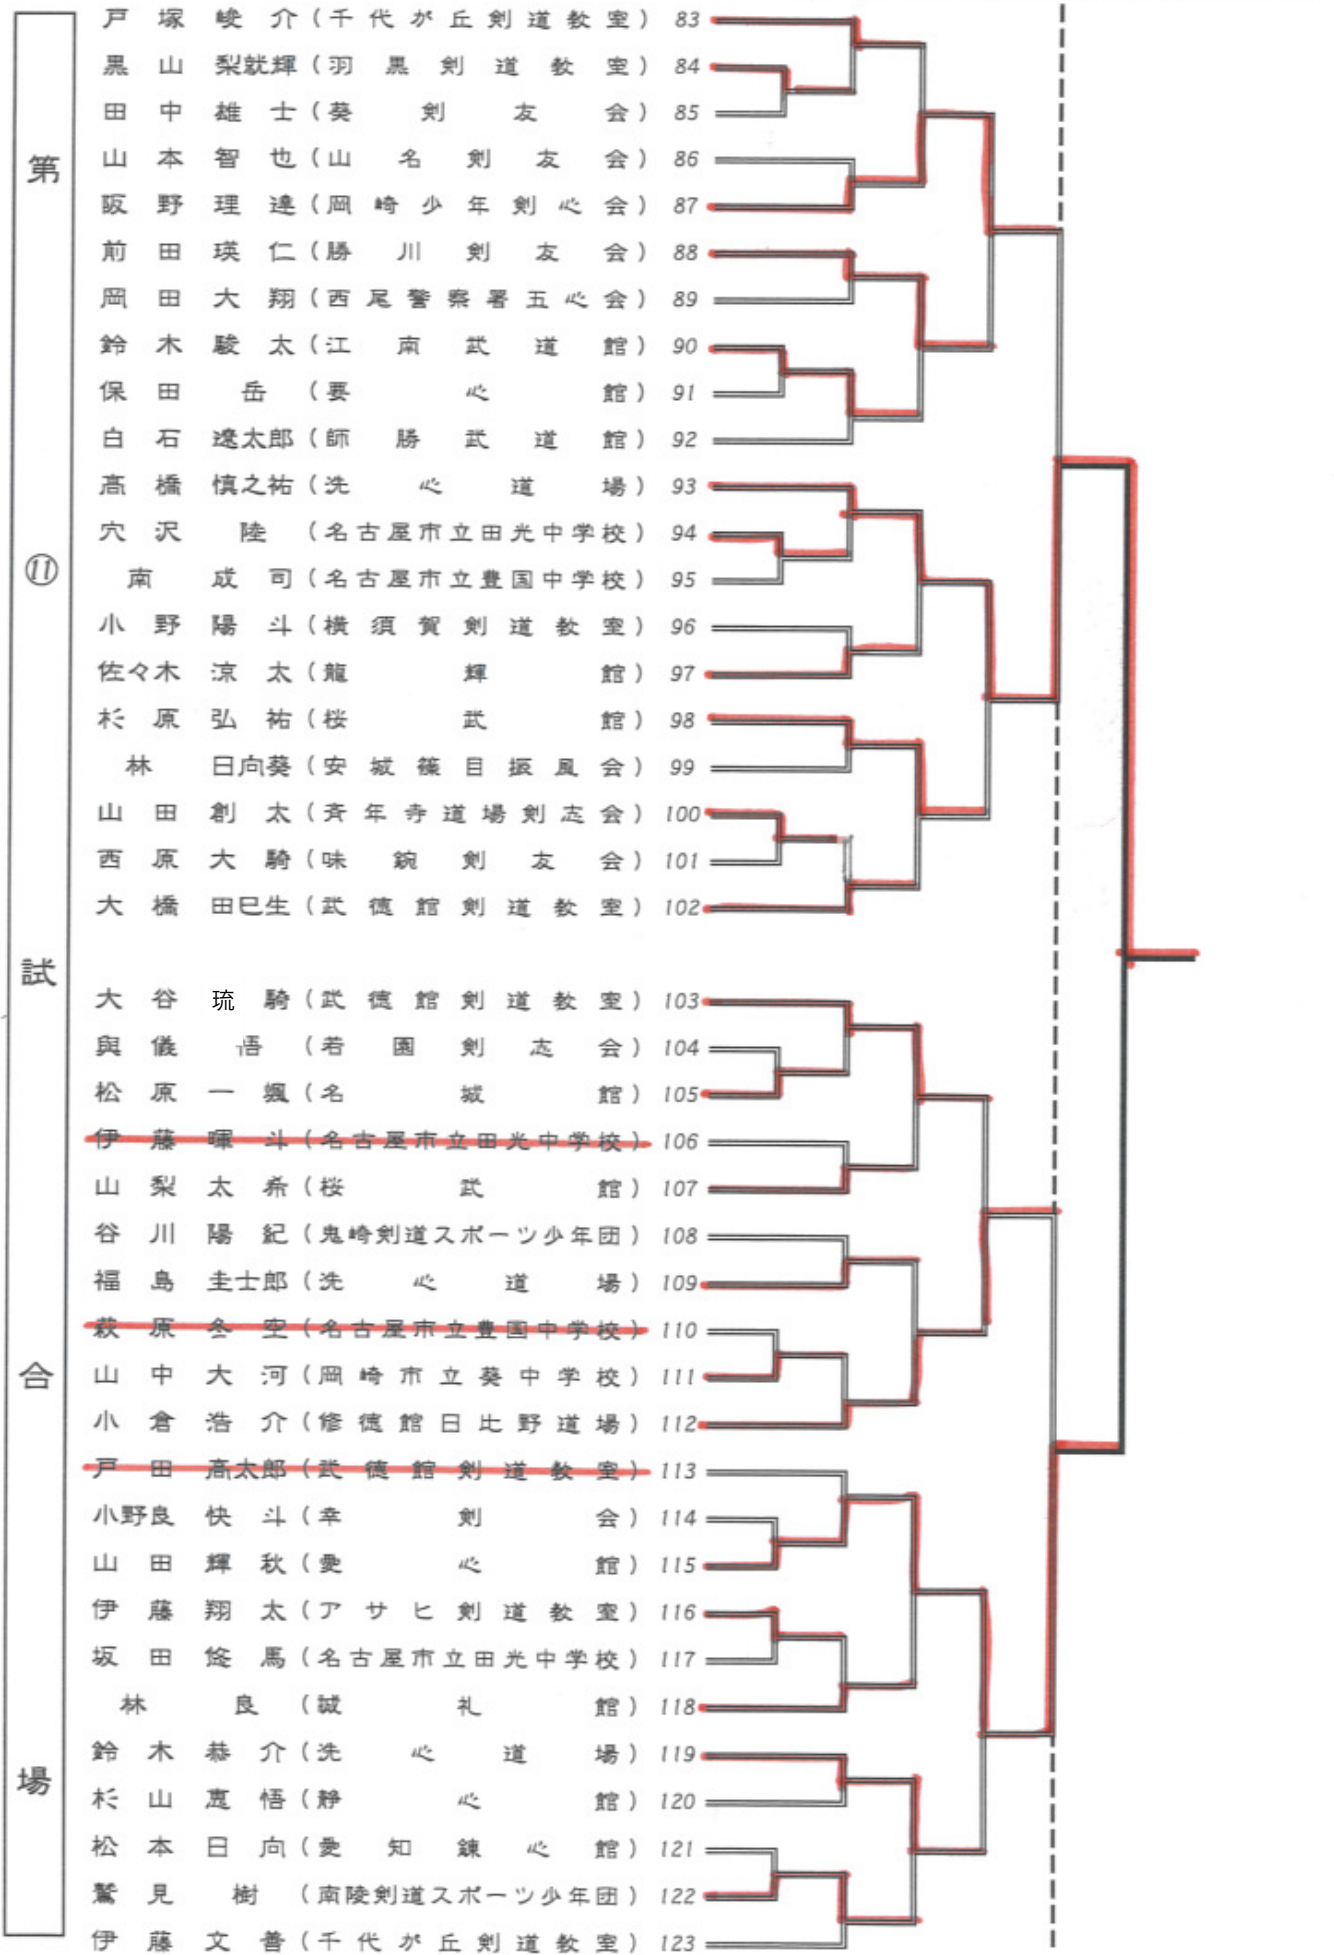 第⑪試合場
戸塚峻介(千代が丘剣道教室) 83
黒山梨就輝(羽黒剣道教室) 84
田中雄士(葵剣友会) 85
山本智也(山名剣友会) 86
阪野理達(岡崎少年剣心会) 87
前田瑛仁(勝川剣友会) 88
岡田大翔(西尾警察署五心会) 89
鈴木駿太(江南武道館) 90
保田岳(要心館) 91
白石遼太郎(師勝武道館) 92
髙橋慎之祐(洗心道場) 93
穴沢陸(名古屋市立田光中学校) 94
南成司(名古屋市立豊国中学校) 95
小野陽斗(横須賀剣道教室) 96
佐々木涼太(龍輝館) 97
杉原弘祐(桜武館) 98
林日向葵(安城篠目振風会) 99
山田創太(斉年寺道場剣志会) 100
西原大騎(味鋺剣友会) 101
大橋田巳生(武徳館剣道教室) 102
大谷琉騎(武徳館剣道教室) 103
與儀悟(若園剣志会) 104
松原一颯(名城館) 105
伊藤暉斗(名古屋市立田光中学校) 106
山梨太希(桜武館) 107
谷川陽紀(鬼崎剣道スポーツ少年団) 108
福島圭士郎(洗心道場) 109
萩原冬空(名古屋市立豊国中学校) 110
山中大河(岡崎市立葵中学校) 111
小倉浩介(修徳館日比野道場) 112
戸田高太郎(武徳館剣道教室) 113
小野良快斗(幸剣会) 114
山田輝秋(愛心館) 115
伊藤翔太(アサヒ剣道教室) 116
坂田悠馬(名古屋市立田光中学校) 117
林良(誠礼館) 118
鈴木恭介(洗心道場) 119
杉山恵悟(静心館) 120
松本日向(愛知錬心館) 121
鷲見樹(南陵剣道スポーツ少年団) 122
伊藤文善(千代が丘剣道教室) 123